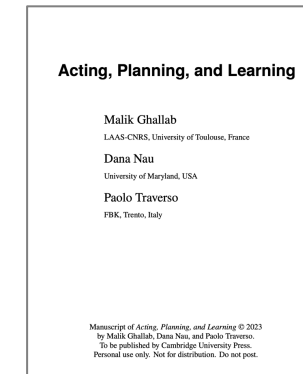 Acting, Planning, and Learning
Malik Ghallab
LAAS-CNRS, University of Toulouse, France
Dana Nau
University of Maryland, USA
Paolo Traverso
FBK, Trento, Italy
Manuscript of Acting, Planning, and Learning © 2023
by Malik Ghallab, Dana Nau, and Paolo Traverso.
To be published by Cambridge University Press.
Personal use only. Not for distribution. Do not post.